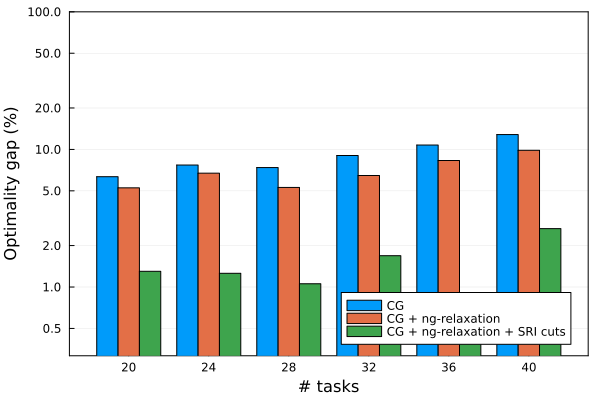 Optimality gap (%)
100.0
50.0
20.0
10.0
5.0
2.0
1.0
0.5
CG
CG + ng-relaxation
CG + ng-relaxation + SRI cuts
20 24 28 32 36 40
# tasks